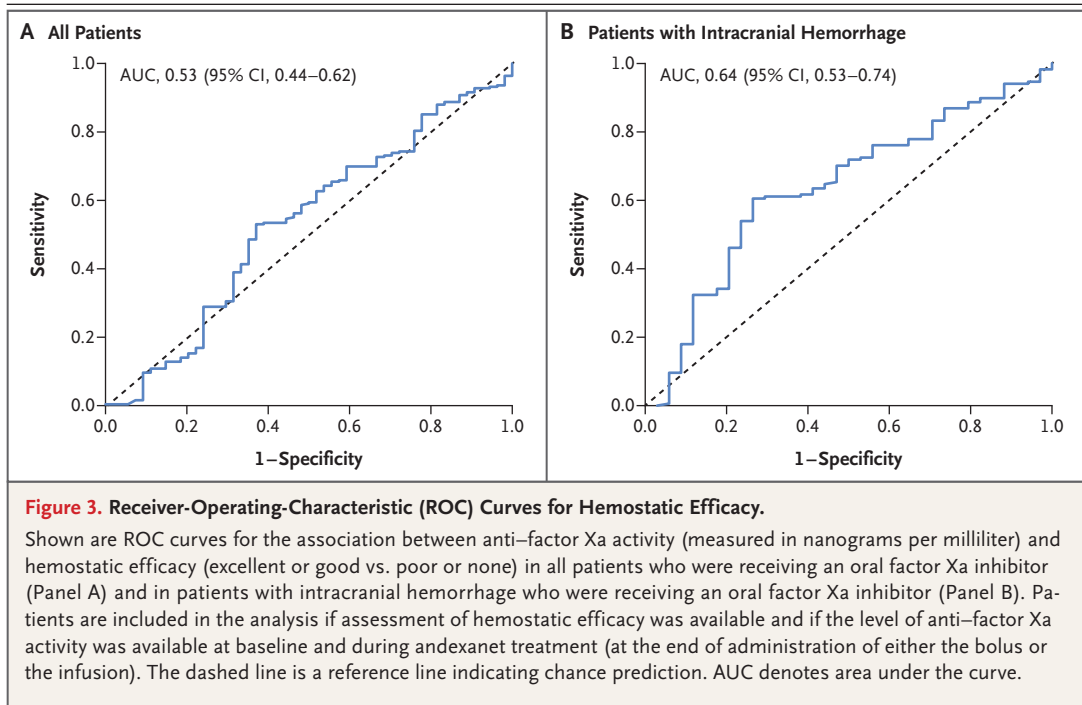 A All Patients
AUC, 0.53 (95% CI, 0.44–0.62)
Sensitivity
1.0
0.8
0.6
0.4
0.2
0.0
0.0 0.2 0.4 0.6 0.8 1.0
1–Specificity
B Patients with Intracranial Hemorrhage
AUC, 0.64 (95% CI, 0.53–0.74)
Sensitivity
1.0
0.8
0.6
0.4
0.2
0.0
0.0 0.2 0.4 0.6 0.8 1.0
1–Specificity
Figure 3. Receiver-Operating-Characteristic (ROC) Curves for Hemostatic Efficacy.
Shown are ROC curves for the association between anti–factor Xa activity (measured in nanograms per milliliter) and
hemostatic efficacy (excellent or good vs. poor or none) in all patients who were receiving an oral factor Xa inhibitor
(Panel A) and in patients with intracranial hemorrhage who were receiving an oral factor Xa inhibitor (Panel B). Pa-
tients are included in the analysis if assessment of hemostatic efficacy was available and if the level of anti–factor Xa
activity was available at baseline and during andexanet treatment (at the end of administration of either the bolus or
the infusion). The dashed line is a reference line indicating chance prediction. AUC denotes area under the curve.